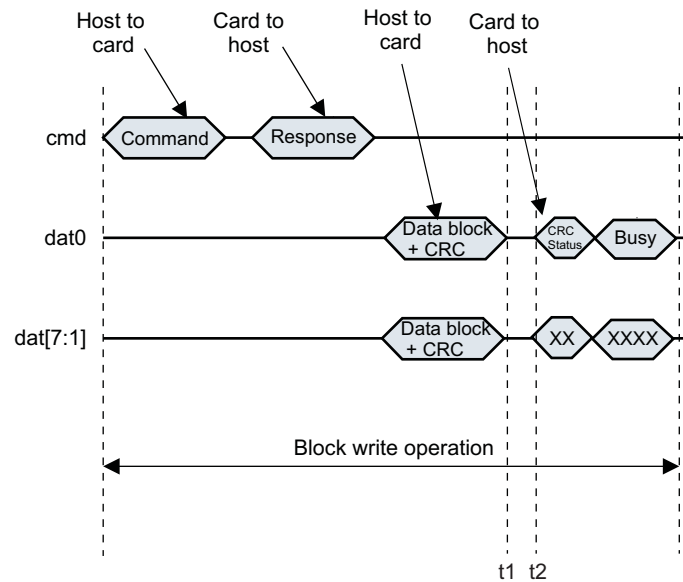 Host to
card
Card to
host
Host to
card
Card to
host
cmd
Command
Response
dat0
Data block
+ CRC
CRC
Status
Busy
dat[7:1]
Data block
+ CRC
XX
XXXX
Block write operation
t1
t2